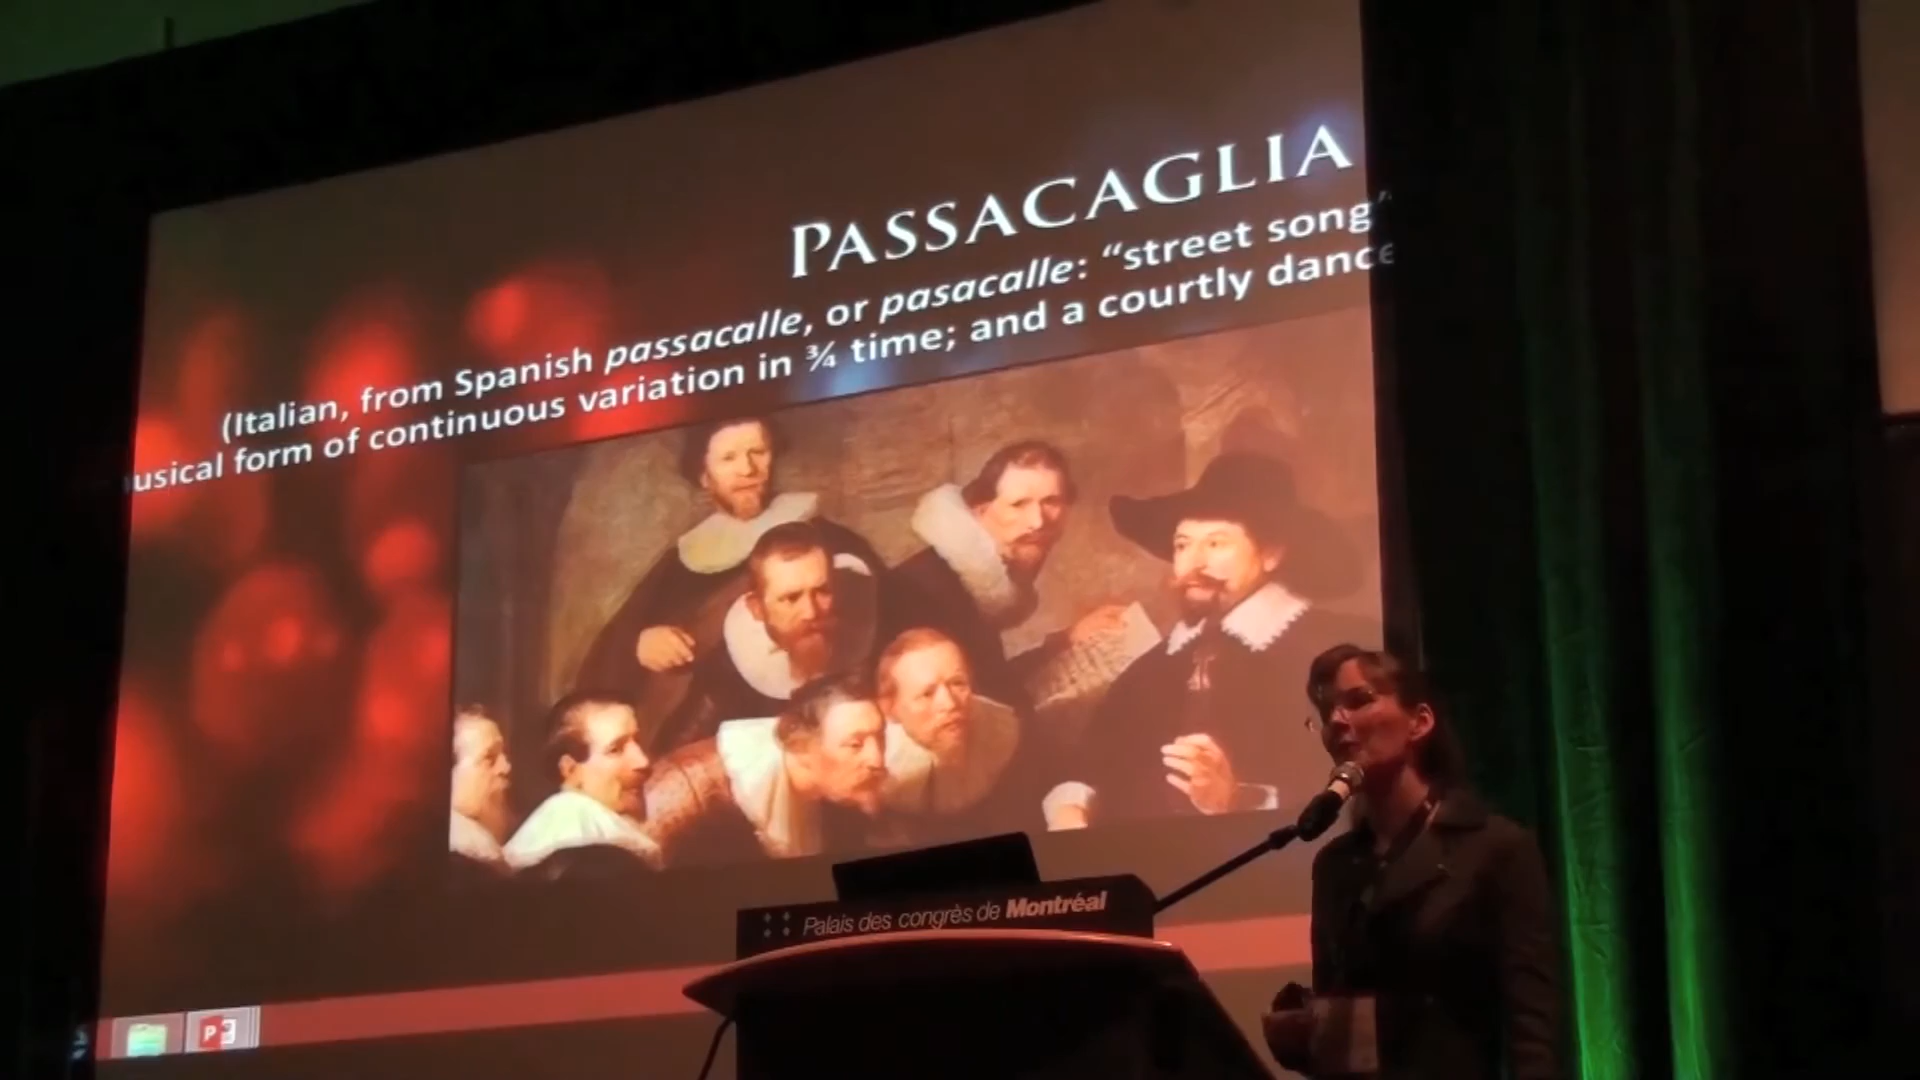 PASSACAGLIA
(Italian, from Spanish passacalle, or pasacalle: “street song”
usical form of continuous variation in ¾ time; and a courtly dance
Palais des congrès de Montréal
P